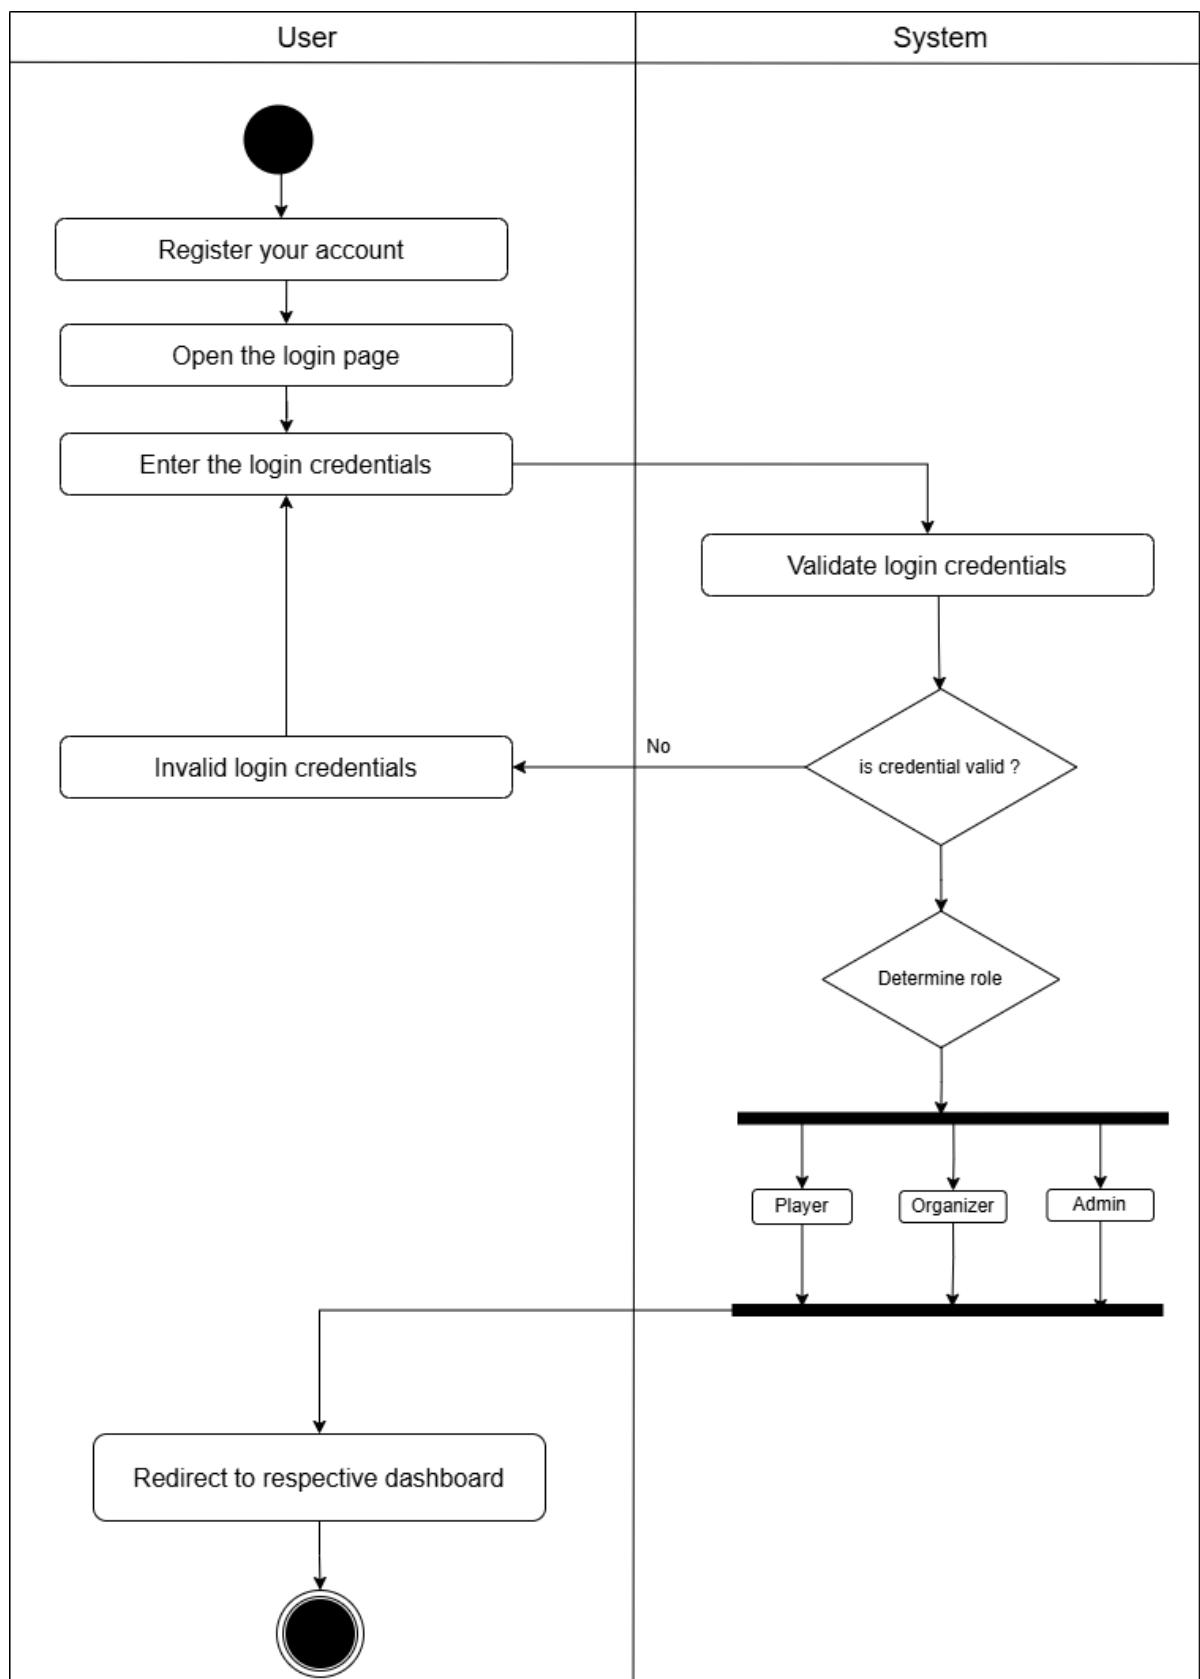 User
System
Register your account
Open the login page
Enter the login credentials
Validate login credentials
No
Invalid login credentials
is credential valid ?
Determine role
Player
Organizer
Admin
Redirect to respective dashboard